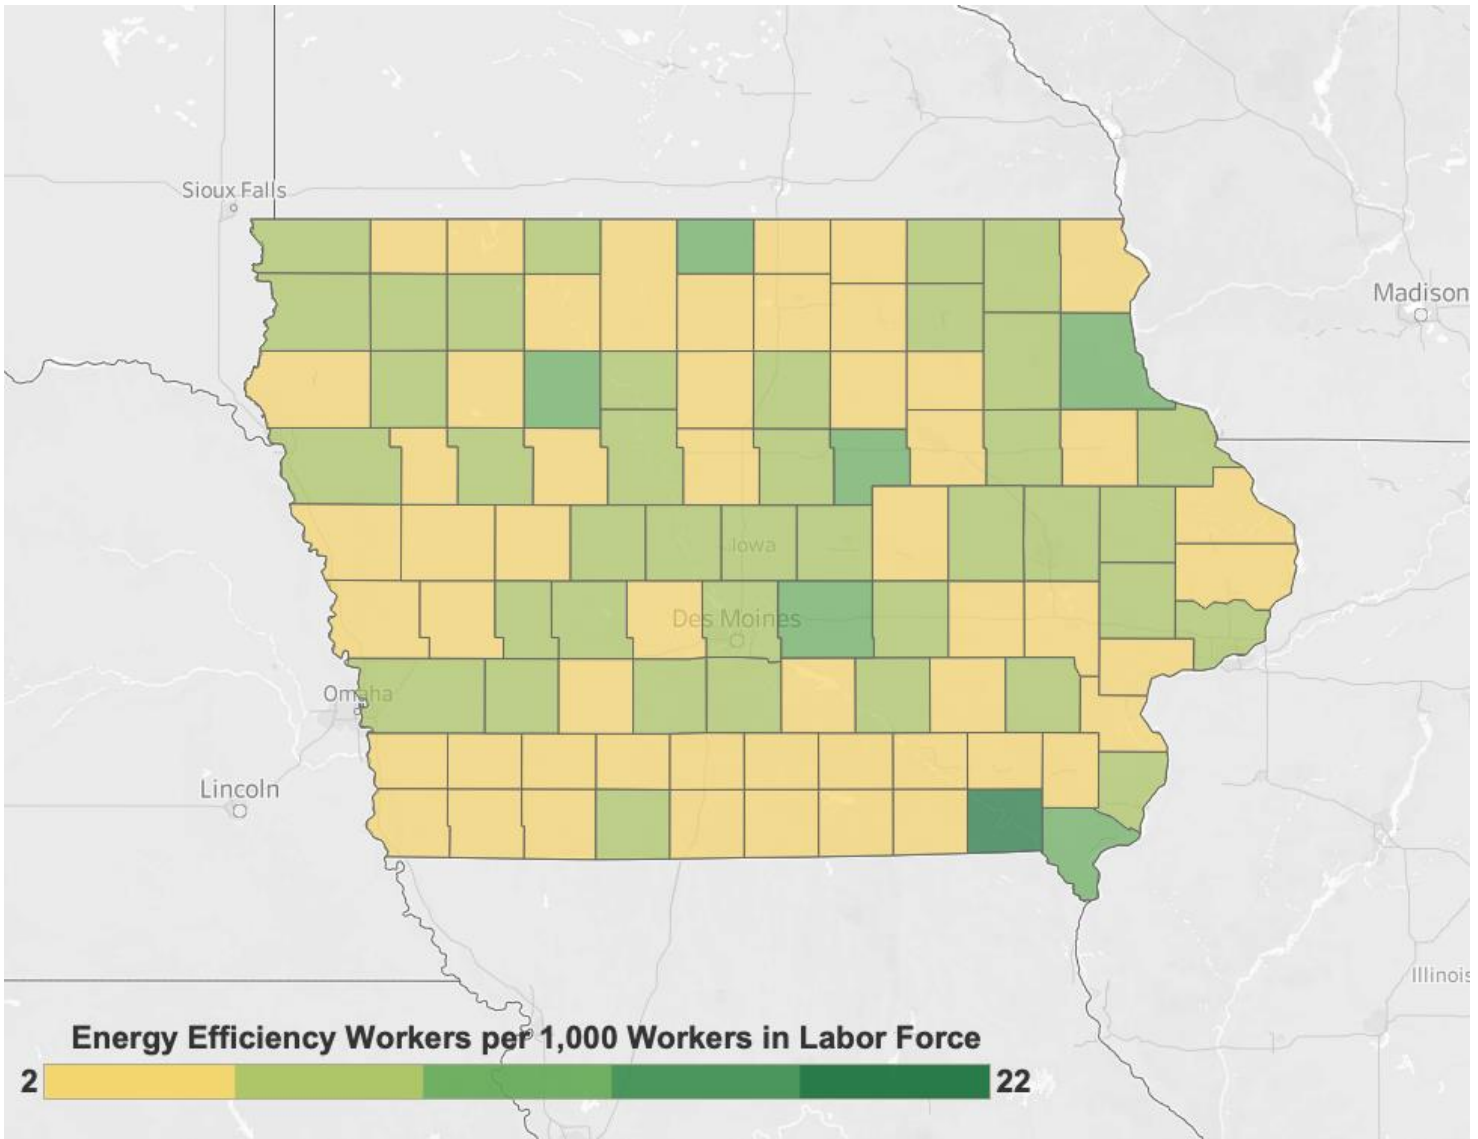 Sioux Falls
Madison
Iowa
Des Moines
Omaha
Lincoln
Illinois
Energy Efficiency Workers per 1,000 Workers in Labor Force
2 22